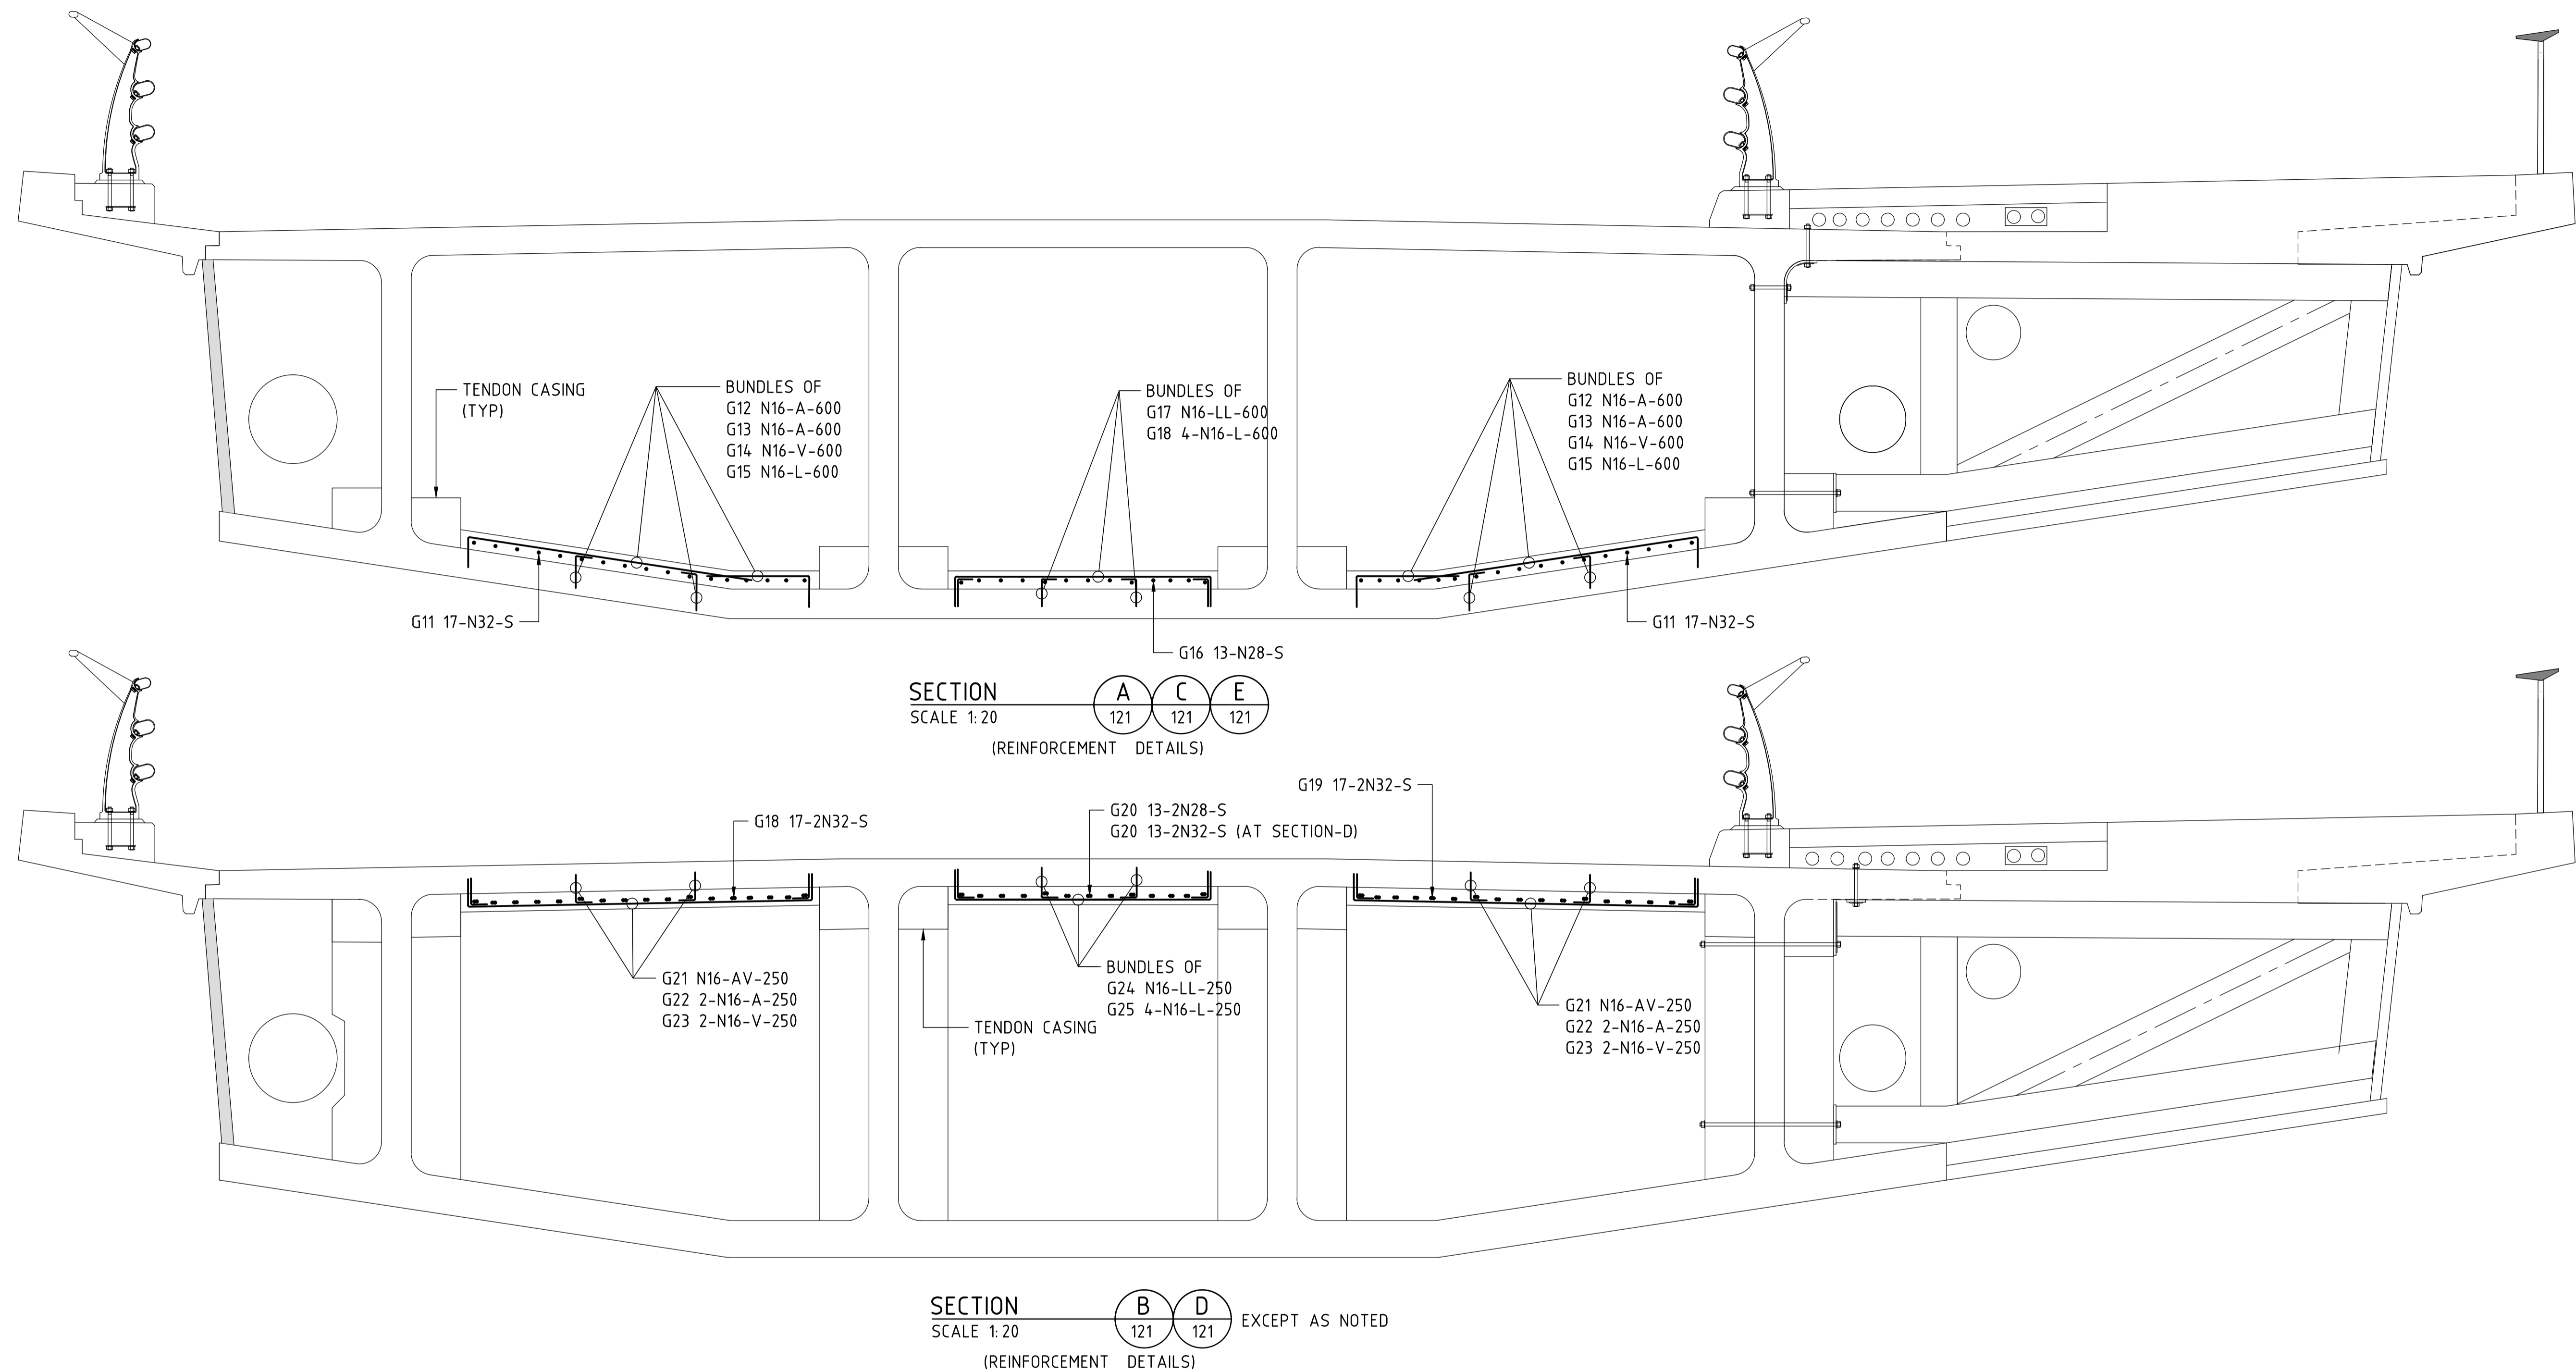 TENDON CASING
(TYP)
BUNDLES OF
G12 N16-A-600
G13 N16-A-600
G14 N16-V-600
G15 N16-L-600
BUNDLES OF
G17 N16-LL-600
G18 4-N16-L-600
BUNDLES OF
G12 N16-A-600
G13 N16-A-600
G14 N16-V-600
G15 N16-L-600
G11 17-N32-S
G16 13-N28-S
G11 17-N32-S
SECTION
SCALE 1:20
A
121
C
121
E
121
(REINFORCEMENT DETAILS)
G18 17-2N32-S
G20 13-2N28-S
G20 13-2N32-S (AT SECTION-D)
G19 17-2N32-S
G21 N16-AV-250
G22 2-N16-A-250
G23 2-N16-V-250
TENDON CASING
(TYP)
BUNDLES OF
G24 N16-LL-250
G25 4-N16-L-250
G21 N16-AV-250
G22 2-N16-A-250
G23 2-N16-V-250
SECTION
SCALE 1:20
B
121
D
121
EXCEPT AS NOTED
(REINFORCEMENT DETAILS)